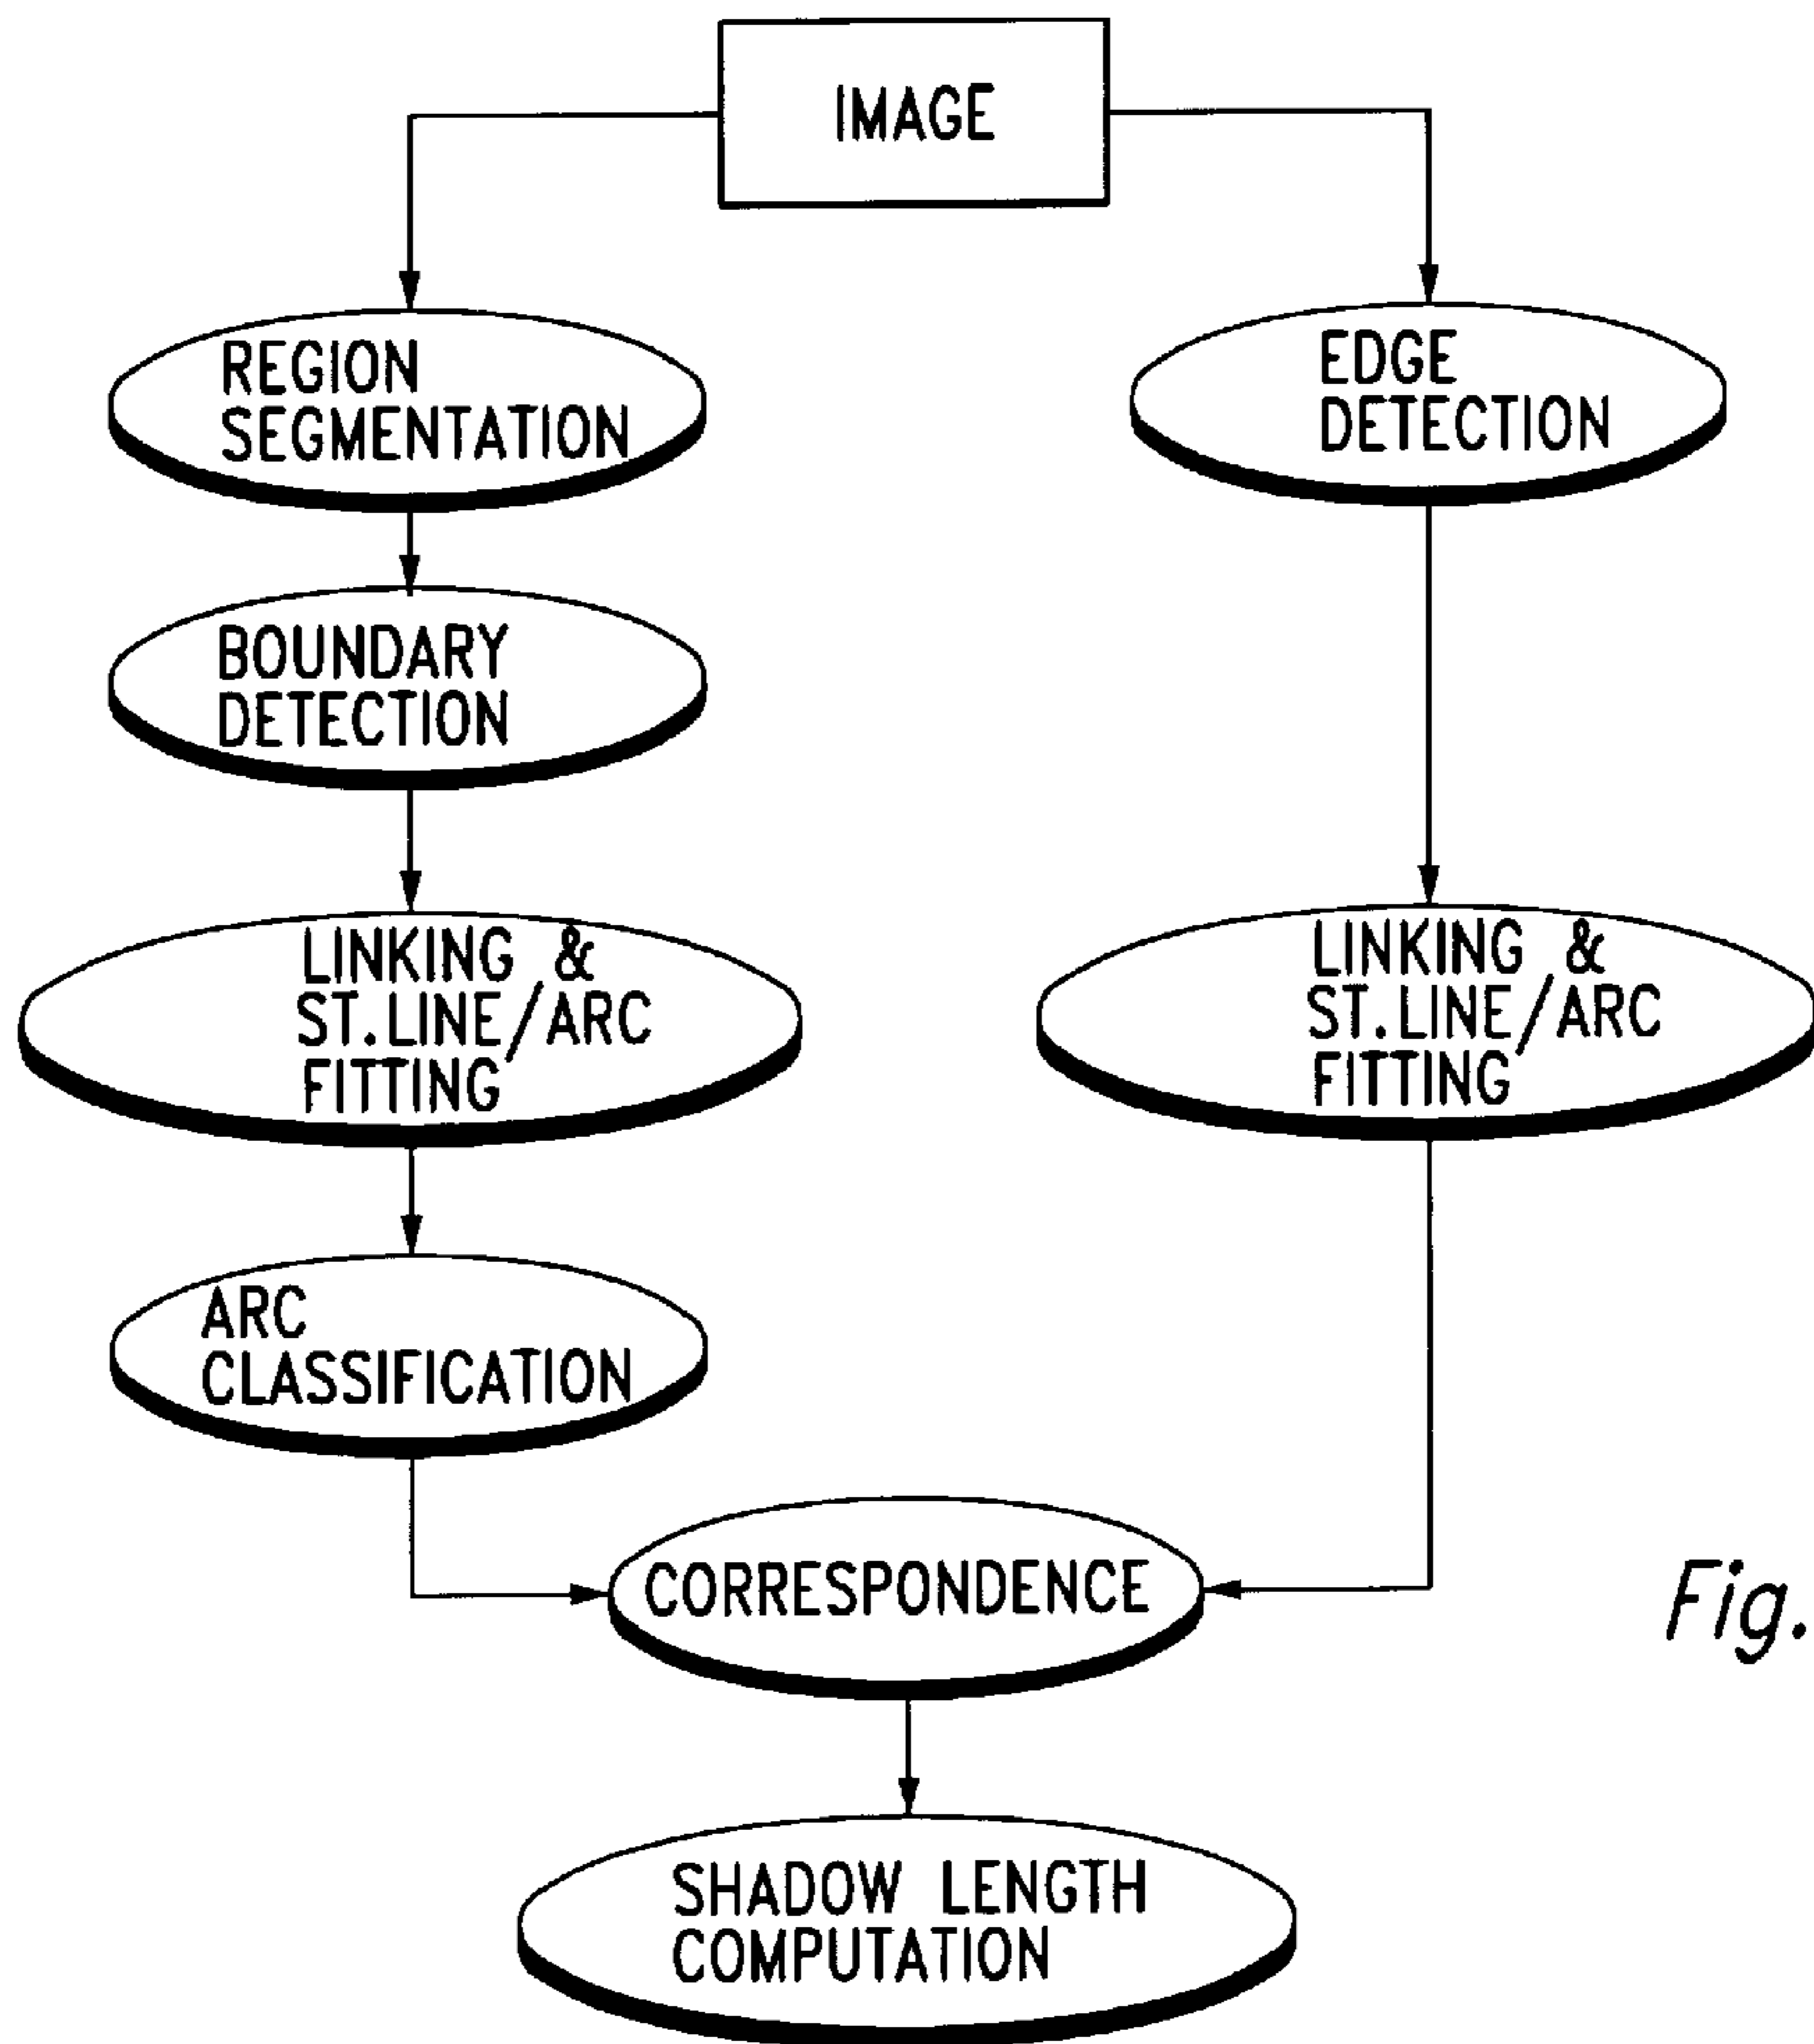 IMAGE
REGION
SEGMENTATION
EDGE
DETECTION
BOUNDARY
DETECTION
LINKING &
ST.LINE/ARC
FITTING
LINKING &
ST.LINE/ARC
FITTING
ARC
CLASSIFICATION
CORRESPONDENCE
Fig.
SHADOW LENGTH
COMPUTATION